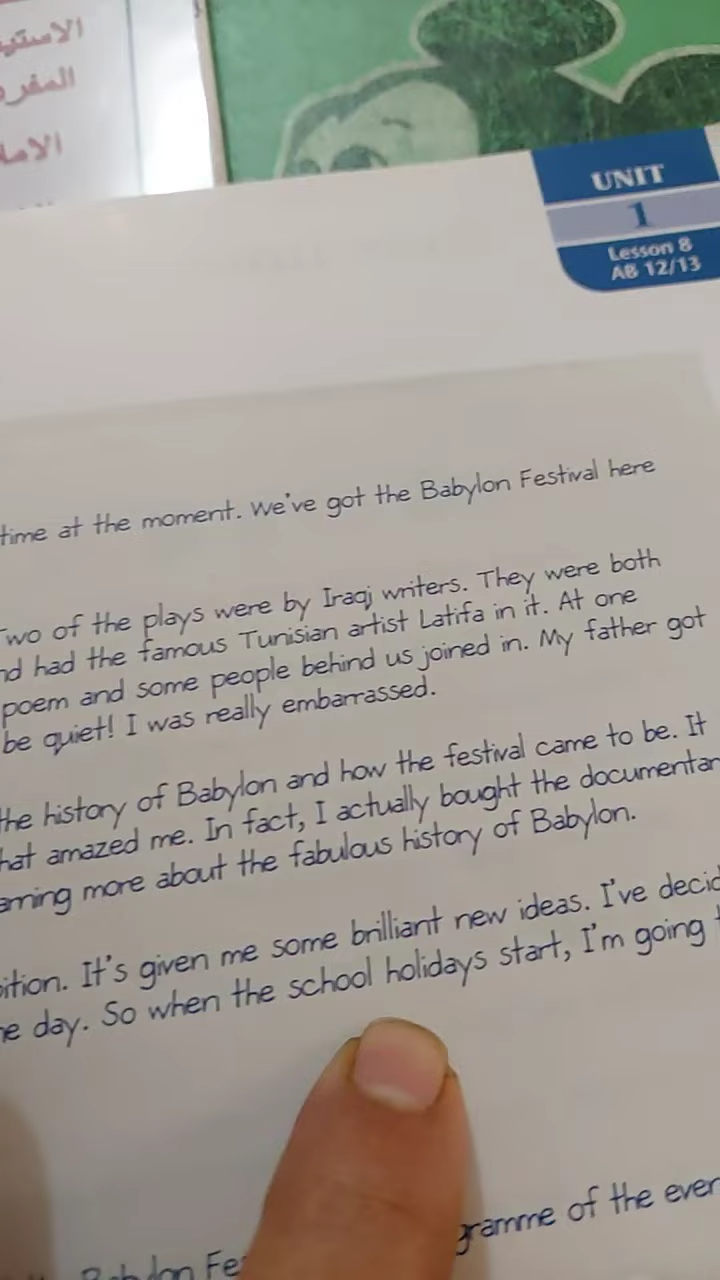 UNIT
1
Lesson 8
AB 12/13
time at the moment. We've got the Babylon Festival here
Two of the plays were by Iraqi writers. They were both
nd had the famous Tunisian artist Latifa in it. At one
poem and some people behind us joined in. My father got
be quiet! I was really embarrassed.
the history of Babylon and how the festival came to be. It
hat amazed me. In fact, I actually bought the documentar
arning more about the fabulous history of Babylon.
ition. It's given me some brilliant new ideas. I've decid
e day. So when the school holidays start, I'm going t
gramme of the even
Babylon Fe